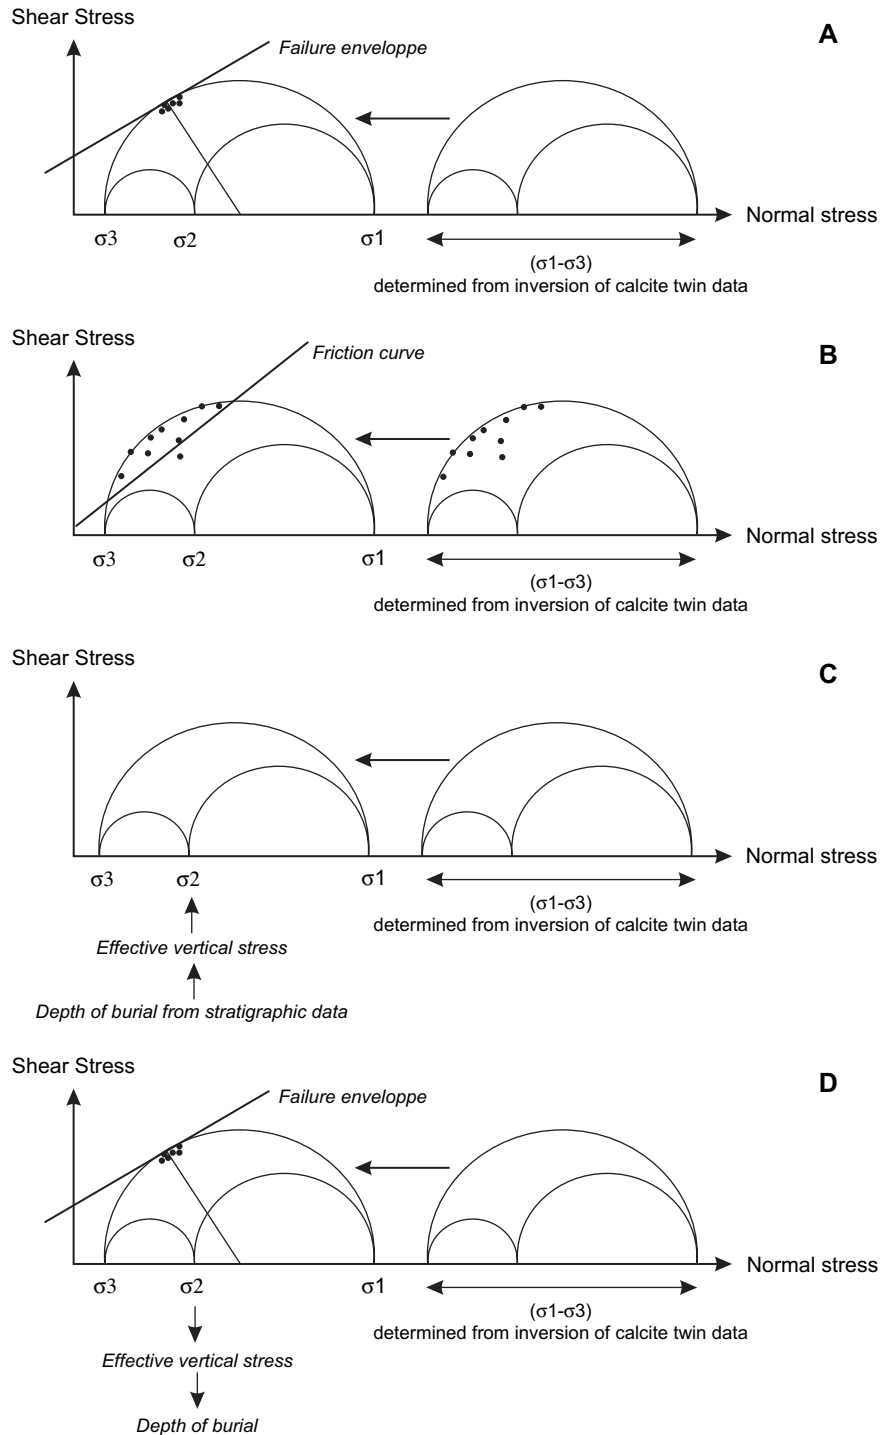 Shear Stress
A
Failure enveloppe
Normal stress
σ3
σ2
σ1
(σ1-σ3)
determined from inversion of calcite twin data
Shear Stress
B
Friction curve
Normal stress
σ3
σ2
σ1
(σ1-σ3)
determined from inversion of calcite twin data
Shear Stress
C
Normal stress
σ3
σ2
σ1
(σ1-σ3)
determined from inversion of calcite twin data
Effective vertical stress
Depth of burial from stratigraphic data
Shear Stress
D
Failure enveloppe
Normal stress
σ3
σ2
σ1
(σ1-σ3)
determined from inversion of calcite twin data
Effective vertical stress
Depth of burial